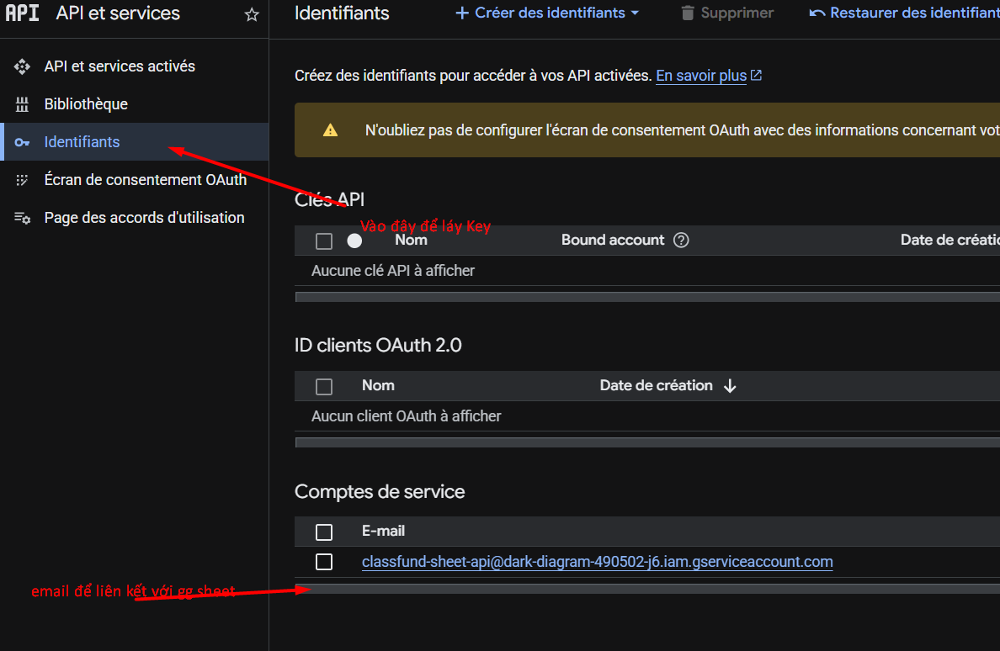 API API et services
Identifiants
Créer des identifiants
Supprimer
Restaurer des identifiant
API et services activés
Bibliothèque
Identifiants
Écran de consentement OAuth
Page des accords d'utilisation
Créez des identifiants pour accéder à vos API activées. En savoir plus
N'oubliez pas de configurer l'écran de consentement OAuth avec des informations concernant vot
Clés API
Vào đây để láy Key
Nom Bound account Date de créatio
Aucune clé API à afficher
ID clients OAuth 2.0
Nom Date de création
Aucun client OAuth à afficher
Comptes de service
E-mail
classfund-sheet-api@dark-diagram-490502-j6.iam.gserviceaccount.com
email để liên kết với gg sheet